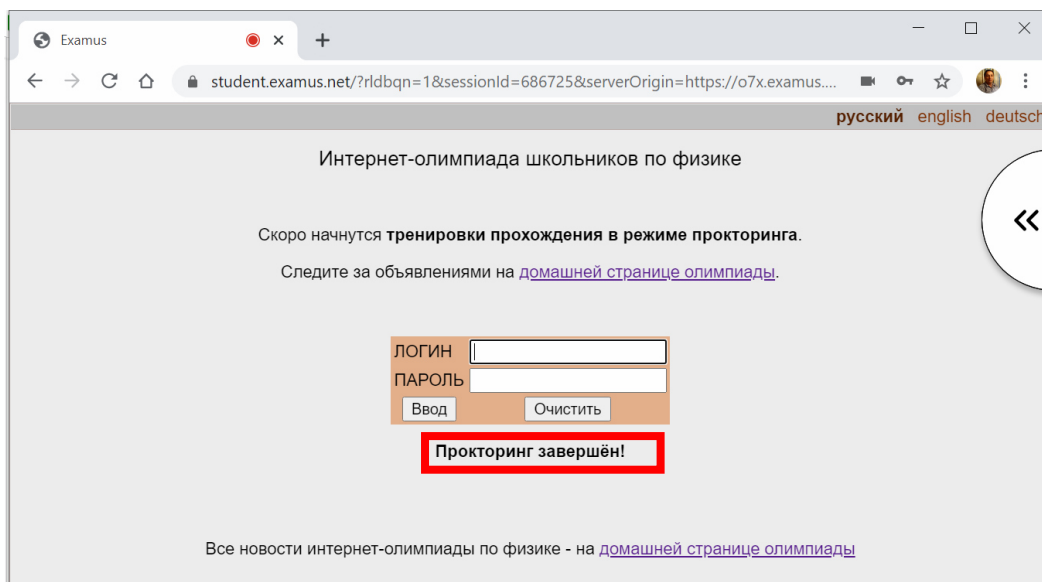 Examus
student.examus.net/?rldbqn=1&sessionId=686725&serverOrigin=https://o7x.examus....
русский english deutsch
Интернет-олимпиада школьников по физике
Скоро начнутся тренировки прохождения в режиме прокторинга.
Следите за объявлениями на домашней странице олимпиады.
ЛОГИН
ПАРОЛЬ
Ввод Очистить
Прокторинг завершён!
Все новости интернет-олимпиады по физике - на домашней странице олимпиады